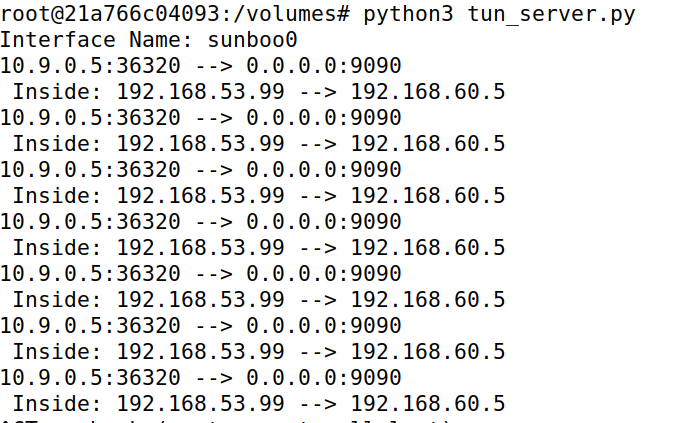 root@21a766c04093:/volumes# python3 tun_server.py
Interface Name: sunboo0
10.9.0.5:36320 --> 0.0.0.0:9090
 Inside: 192.168.53.99 --> 192.168.60.5
10.9.0.5:36320 --> 0.0.0.0:9090
 Inside: 192.168.53.99 --> 192.168.60.5
10.9.0.5:36320 --> 0.0.0.0:9090
 Inside: 192.168.53.99 --> 192.168.60.5
10.9.0.5:36320 --> 0.0.0.0:9090
 Inside: 192.168.53.99 --> 192.168.60.5
10.9.0.5:36320 --> 0.0.0.0:9090
 Inside: 192.168.53.99 --> 192.168.60.5
10.9.0.5:36320 --> 0.0.0.0:9090
 Inside: 192.168.53.99 --> 192.168.60.5
10.9.0.5:36320 --> 0.0.0.0:9090
 Inside: 192.168.53.99 --> 192.168.60.5